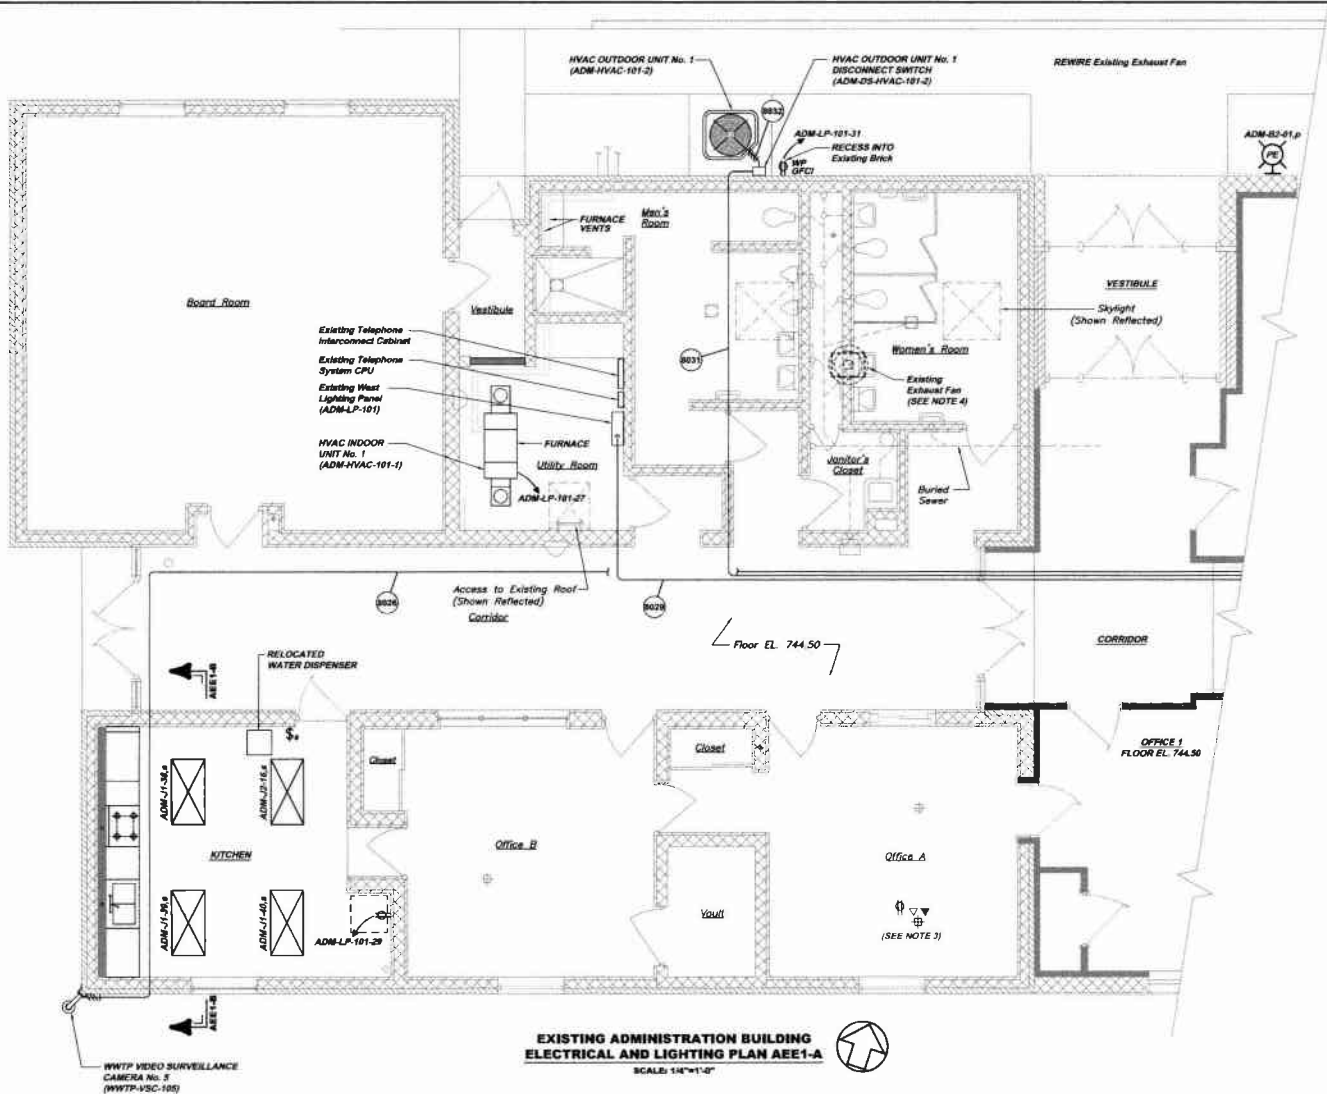 HVAC OUTDOOR UNIT No. 1
(ADM-HVAC-101-2)
HVAC OUTDOOR UNIT No. 1
DISCONNECT SWITCH
(ADM-DS-HVAC-101-2)
REWIRE Existing Exhaust Fan
8032
ADM-LP-101-31
RECESS INTO
Existing Brick
WP
GFCI
ADM-B2-01,p
PE
FURNACE
VENTS
Men's
Room
Board Room
Vestibule
VESTIBULE
Skylight
(Shown Reflected)
Existing Telephone
Interconnect Cabinet
Existing Telephone
System CPU
Existing West
Lighting Panel
(ADM-LP-101)
8031
Women's Room
Existing
Exhaust Fan
(SEE NOTE 4)
HVAC INDOOR
UNIT No. 1
(ADM-HVAC-101-1)
FURNACE
Utility Room
ADM-LP-101-27
Janitor's
Closet
Buried
Sewer
8026
Access to Existing Roof
(Shown Reflected)
Corridor
8029
Floor EL. 744.50
CORRIDOR
AEE1-B
RELOCATED
WATER DISPENSER
$s
Closet
Closet
OFFICE 1
FLOOR EL. 744.50
ADM-J1-38,s
ADM-J2-16,s
KITCHEN
Office B
Office A
ADM-J1-39,s
ADM-J1-40,s
ADM-LP-101-29
Vault
(SEE NOTE 3)
AEE1-B
WWTP VIDEO SURVEILLANCE
CAMERA No. 5
(WWTP-VSC-105)
EXISTING ADMINISTRATION BUILDING
ELECTRICAL AND LIGHTING PLAN AEE1-A
SCALE: 1/4"=1'-0"